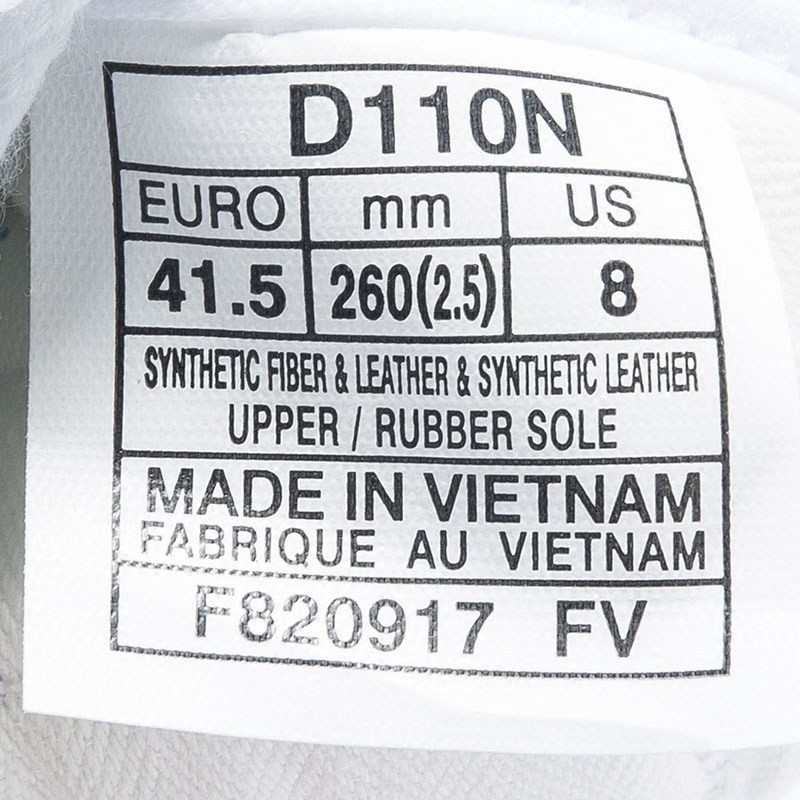 D110N
EURO mm US
41.5 260(2.5) 8
SYNTHETIC FIBER & LEATHER & SYNTHETIC LEATHER
UPPER / RUBBER SOLE
MADE IN VIETNAM
FABRIQUE AU VIETNAM
F820917 FV